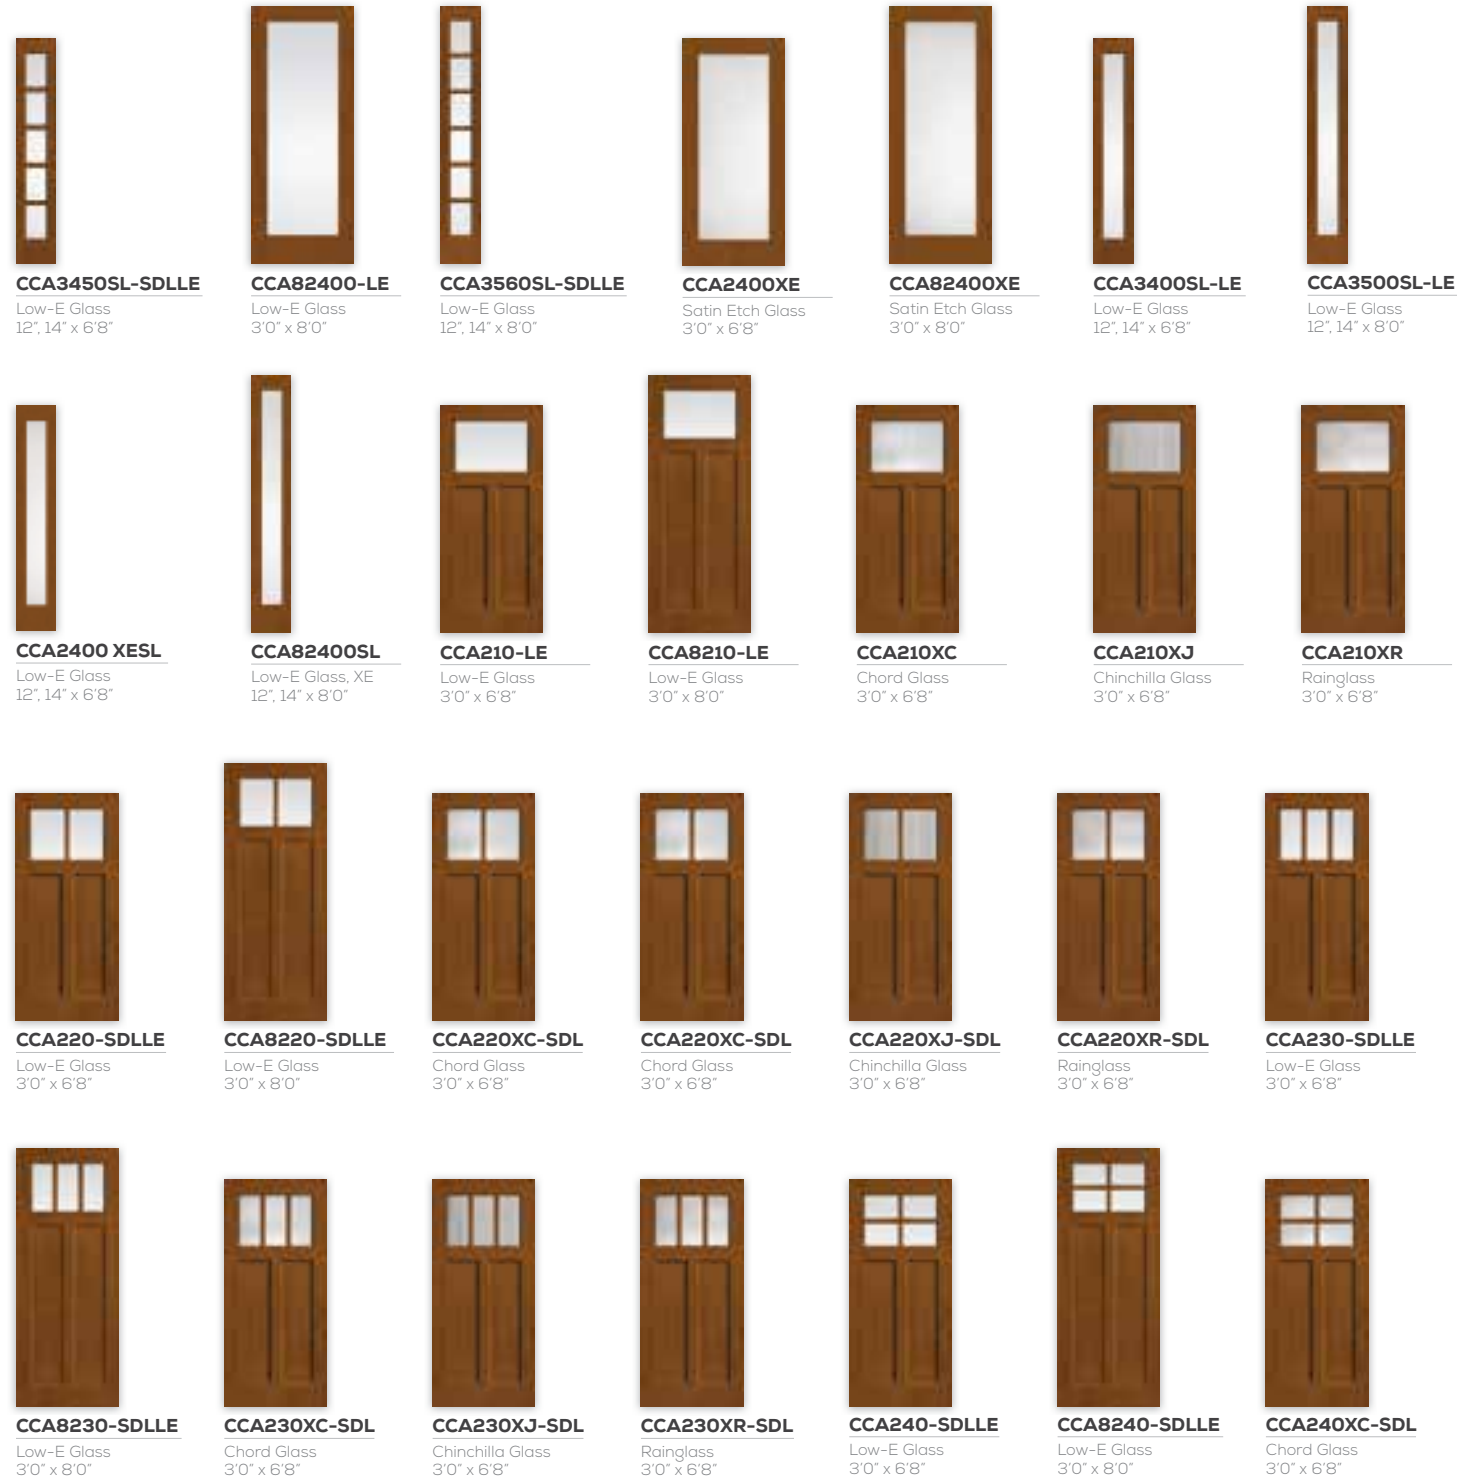 CCA3450SL-SDLLE
Low-E Glass
12", 14" x 6'8"
CCA82400-LE
Low-E Glass
3'0" x 8'0"
CCA3560SL-SDLLE
Low-E Glass
12", 14" x 8'0"
CCA2400XE
Satin Etch Glass
3'0" x 6'8"
CCA82400XE
Satin Etch Glass
3'0" x 8'0"
CCA3400SL-LE
Low-E Glass
12", 14" x 6'8"
CCA3500SL-LE
Low-E Glass
12", 14" x 8'0"
CCA2400 XESL
Low-E Glass
12", 14" x 6'8"
CCA82400SL
Low-E Glass, XE
12", 14" x 8'0"
CCA210-LE
Low-E Glass
3'0" x 6'8"
CCA8210-LE
Low-E Glass
3'0" x 8'0"
CCA210XC
Chord Glass
3'0" x 6'8"
CCA210XJ
Chinchilla Glass
3'0" x 6'8"
CCA210XR
Rainglass
3'0" x 6'8"
CCA220-SDLLE
Low-E Glass
3'0" x 6'8"
CCA8220-SDLLE
Low-E Glass
3'0" x 8'0"
CCA220XC-SDL
Chord Glass
3'0" x 6'8"
CCA220XC-SDL
Chord Glass
3'0" x 6'8"
CCA220XJ-SDL
Chinchilla Glass
3'0" x 6'8"
CCA220XR-SDL
Rainglass
3'0" x 6'8"
CCA230-SDLLE
Low-E Glass
3'0" x 6'8"
CCA8230-SDLLE
Low-E Glass
3'0" x 8'0"
CCA230XC-SDL
Chord Glass
3'0" x 6'8"
CCA230XJ-SDL
Chinchilla Glass
3'0" x 6'8"
CCA230XR-SDL
Rainglass
3'0" x 6'8"
CCA240-SDLLE
Low-E Glass
3'0" x 6'8"
CCA8240-SDLLE
Low-E Glass
3'0" x 8'0"
CCA240XC-SDL
Chord Glass
3'0" x 6'8"